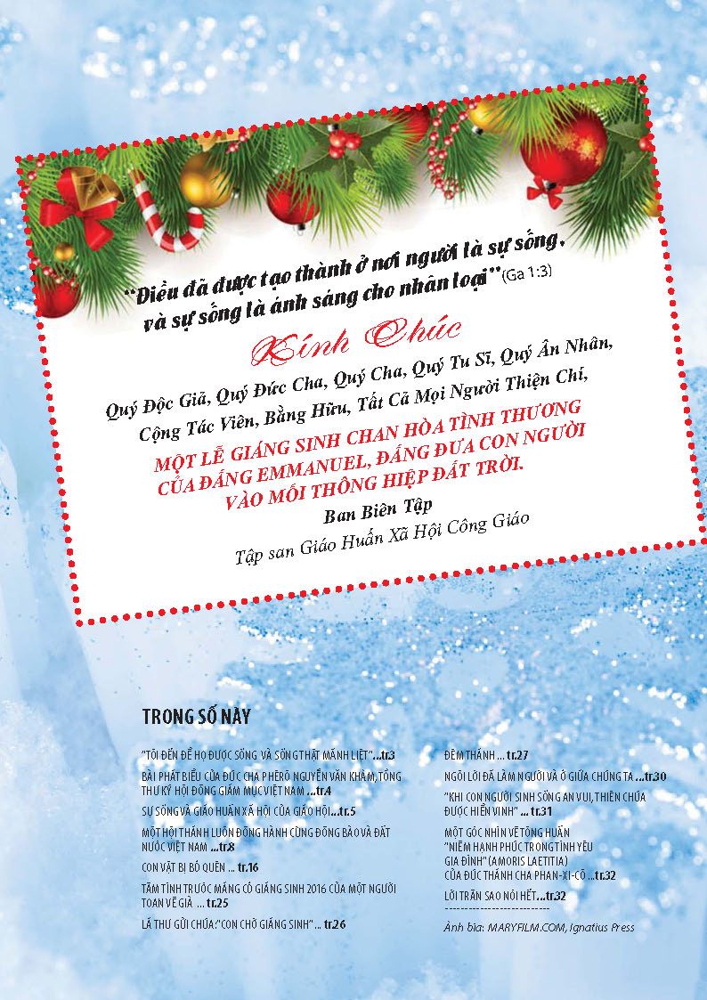 “Điều đã được tạo thành ở nơi người là sự sống,
và sự sống là ánh sáng cho nhân loại” (Ga 1:3)
Kính Chúc
Quý Độc Giả, Quý Đức Cha, Quý Cha, Quý Tu Sĩ, Quý Ân Nhân,
Cộng Tác Viên, Bằng Hữu, Tất Cả Mọi Người Thiện Chí,
MỘT LỄ GIÁNG SINH CHAN HÒA TÌNH THƯƠNG
CỦA ĐẤNG EMMANUEL, ĐẤNG ĐƯA CON NGƯỜI
VÀO MỐI THÔNG HIỆP ĐẤT TRỜI.
Ban Biên Tập
Tập san Giáo Huấn Xã Hội Công Giáo
TRONG SỐ NÀY
“TÔI ĐẾN ĐỂ HỌ ĐƯỢC SỐNG VÀ SỐNG THẬT MÃNH LIỆT”...tr.3
BÀI PHÁT BIỂU CỦA ĐỨC CHA PHÊRÔ NGUYỄN VĂN KHẢM, TỔNG
THƯ KÝ HỘI ĐỒNG GIÁM MỤC VIỆT NAM ...tr.4
SỰ SỐNG VÀ GIÁO HUẤN XÃ HỘI CỦA GIÁO HỘI...tr.5
MỘT HỘI THÁNH LUÔN ĐỒNG HÀNH CÙNG ĐỒNG BÀO VÀ ĐẤT
NƯỚC VIỆT NAM ...tr.8
CON VẬT BỊ BỎ QUÊN ... tr.16
TÂM TÌNH TRƯỚC MÁNG CỎ GIÁNG SINH 2016 CỦA MỘT NGƯỜI
TOAN VỀ GIÀ ... tr.25
LÁ THƯ GỬI CHÚA: “CON CHỜ GIÁNG SINH” ... tr.26
ĐÊM THÁNH ... tr.27
NGÔI LỜI ĐÃ LÀM NGƯỜI VÀ Ở GIỮA CHÚNG TA ...tr.30
“KHI CON NGƯỜI SINH SỐNG AN VUI, THIÊN CHÚA
ĐƯỢC HIỂN VINH” ... tr.31
MỘT GÓC NHÌN VỀ TÔNG HUẤN
“NIỀM HẠNH PHÚC TRONG TÌNH YÊU
GIA ĐÌNH” (AMORIS LAETITIA)
CỦA ĐỨC THÁNH CHA PHAN-XI-CÔ ...tr.32
LỜI TRẦN SAO NÓI HẾT...tr.32
--------------------------
Ảnh bìa: MARYFILM.COM, Ignatius Press